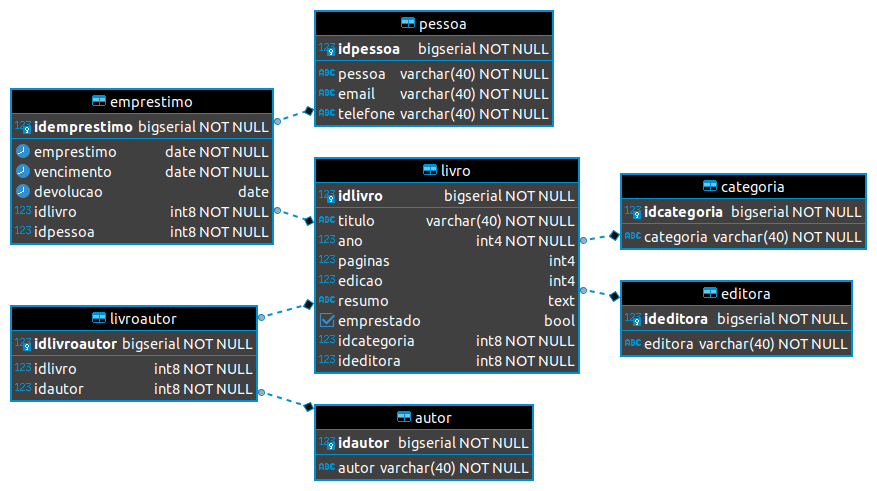 pessoa
123 idpessoa bigserial NOT NULL
ABC pessoa varchar(40) NOT NULL
ABC email varchar(40) NOT NULL
ABC telefone varchar(40) NOT NULL
emprestimo
123 idemprestimo bigserial NOT NULL
emprestimo date NOT NULL
vencimento date NOT NULL
devolucao date
123 idlivro int8 NOT NULL
123 idpessoa int8 NOT NULL
livro
123 idlivro bigserial NOT NULL
ABC titulo varchar(40) NOT NULL
123 ano int4 NOT NULL
123 paginas int4
123 edicao int4
ABC resumo text
emprestado bool
123 idcategoria int8 NOT NULL
123 ideditora int8 NOT NULL
categoria
123 idcategoria bigserial NOT NULL
ABC categoria varchar(40) NOT NULL
editora
123 ideditora bigserial NOT NULL
ABC editora varchar(40) NOT NULL
livroautor
123 idlivroautor bigserial NOT NULL
123 idlivro int8 NOT NULL
123 idautor int8 NOT NULL
autor
123 idautor bigserial NOT NULL
ABC autor varchar(40) NOT NULL